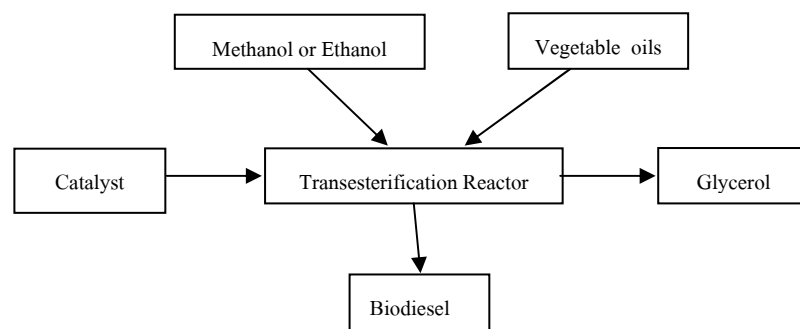 Methanol or Ethanol
Vegetable oils
Catalyst
Transesterification Reactor
Glycerol
Biodiesel